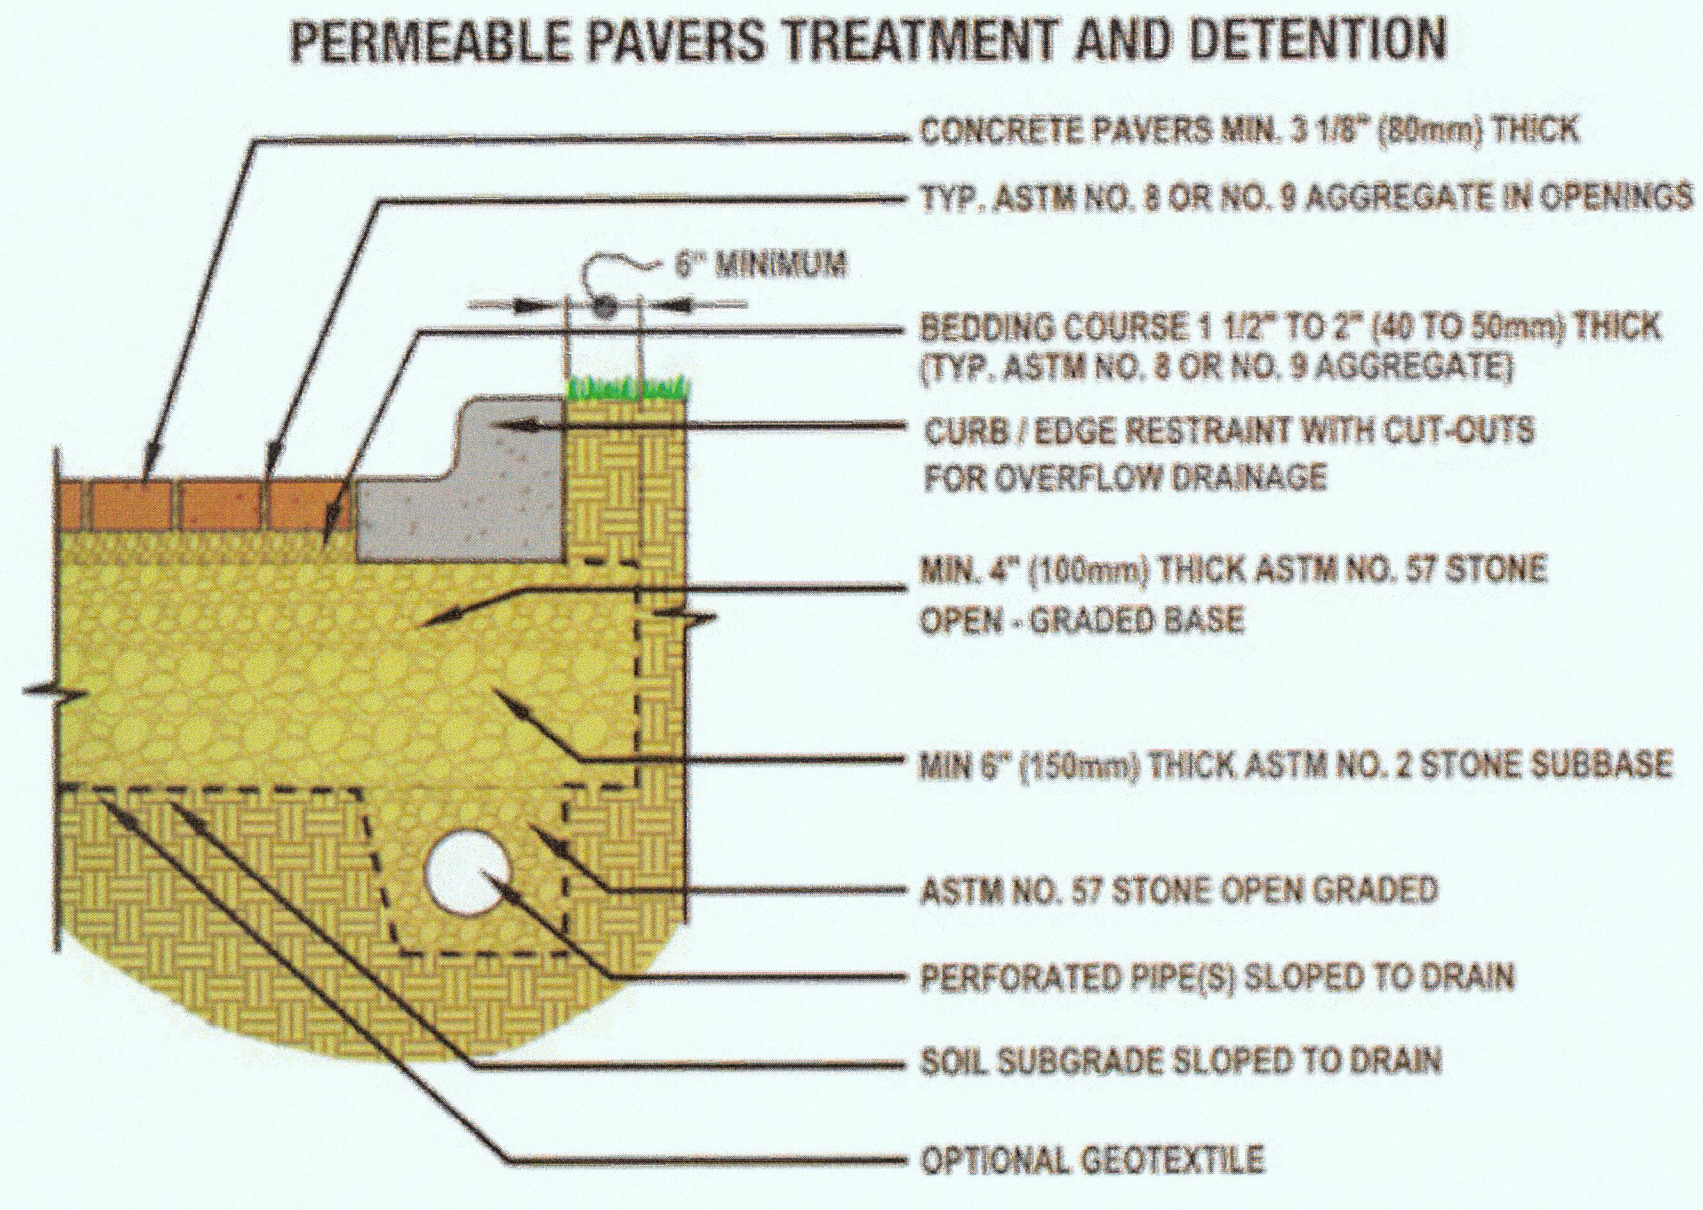 PERMEABLE PAVERS TREATMENT AND DETENTION
CONCRETE PAVERS MIN. 3 1/8" (80mm) THICK
TYP. ASTM NO. 8 OR NO. 9 AGGREGATE IN OPENINGS
6" MINIMUM
BEDDING COURSE 1 1/2" TO 2" (40 TO 50mm) THICK
(TYP. ASTM NO. 8 OR NO. 9 AGGREGATE)
CURB / EDGE RESTRAINT WITH CUT-OUTS
FOR OVERFLOW DRAINAGE
MIN. 4" (100mm) THICK ASTM NO. 57 STONE
OPEN - GRADED BASE
MIN 6" (150mm) THICK ASTM NO. 2 STONE SUBBASE
ASTM NO. 57 STONE OPEN GRADED
PERFORATED PIPE(S) SLOPED TO DRAIN
SOIL SUBGRADE SLOPED TO DRAIN
OPTIONAL GEOTEXTILE